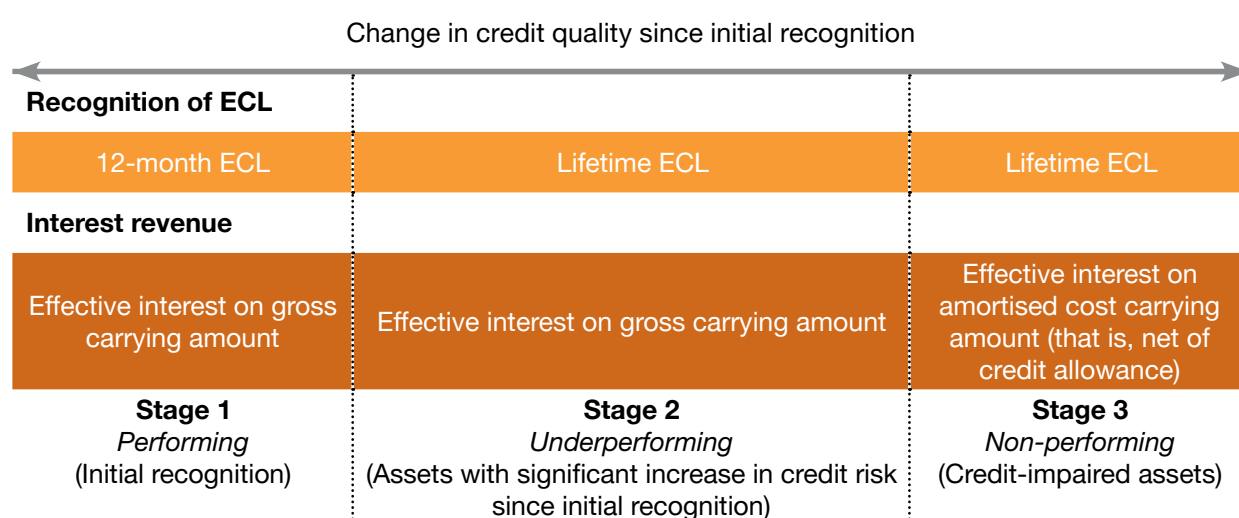 Change in credit quality since initial recognition
Recognition of ECL
12-month ECL
Lifetime ECL
Lifetime ECL
Interest revenue
Effective interest on gross
carrying amount
Effective interest on gross carrying amount
Effective interest on
amortised cost carrying
amount (that is, net of
credit allowance)
Stage 1
Performing
(Initial recognition)
Stage 2
Underperforming
(Assets with significant increase in credit risk
since initial recognition)
Stage 3
Non-performing
(Credit-impaired assets)